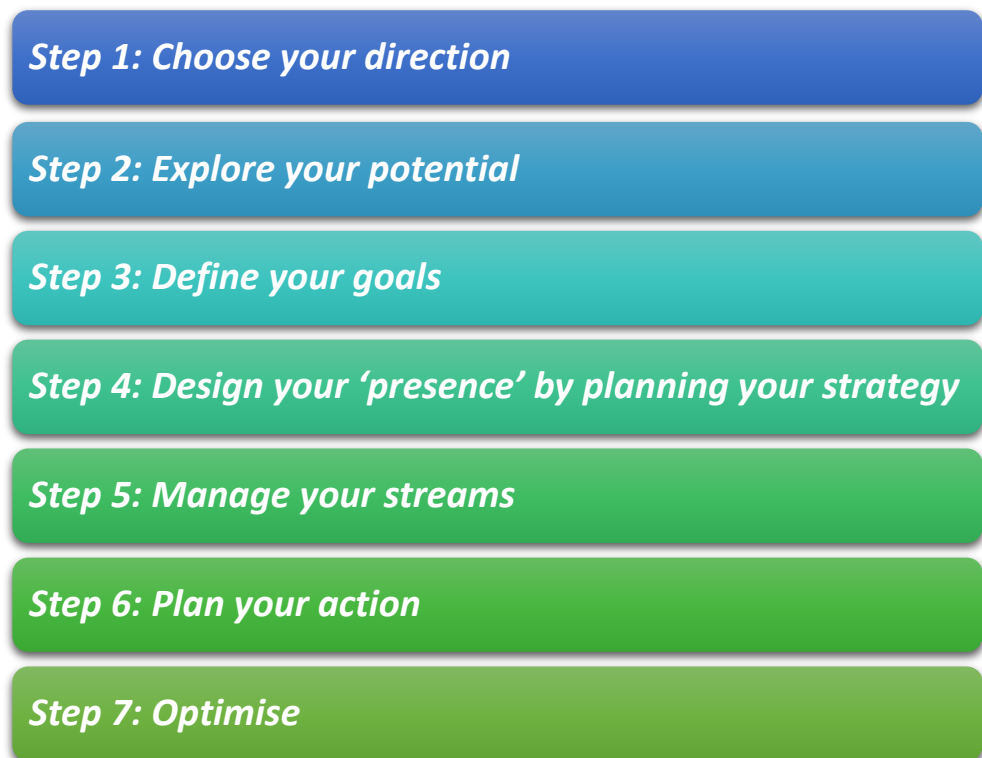 Step 1: Choose your direction
Step 2: Explore your potential
Step 3: Define your goals
Step 4: Design your ‘presence’ by planning your strategy
Step 5: Manage your streams
Step 6: Plan your action
Step 7: Optimise